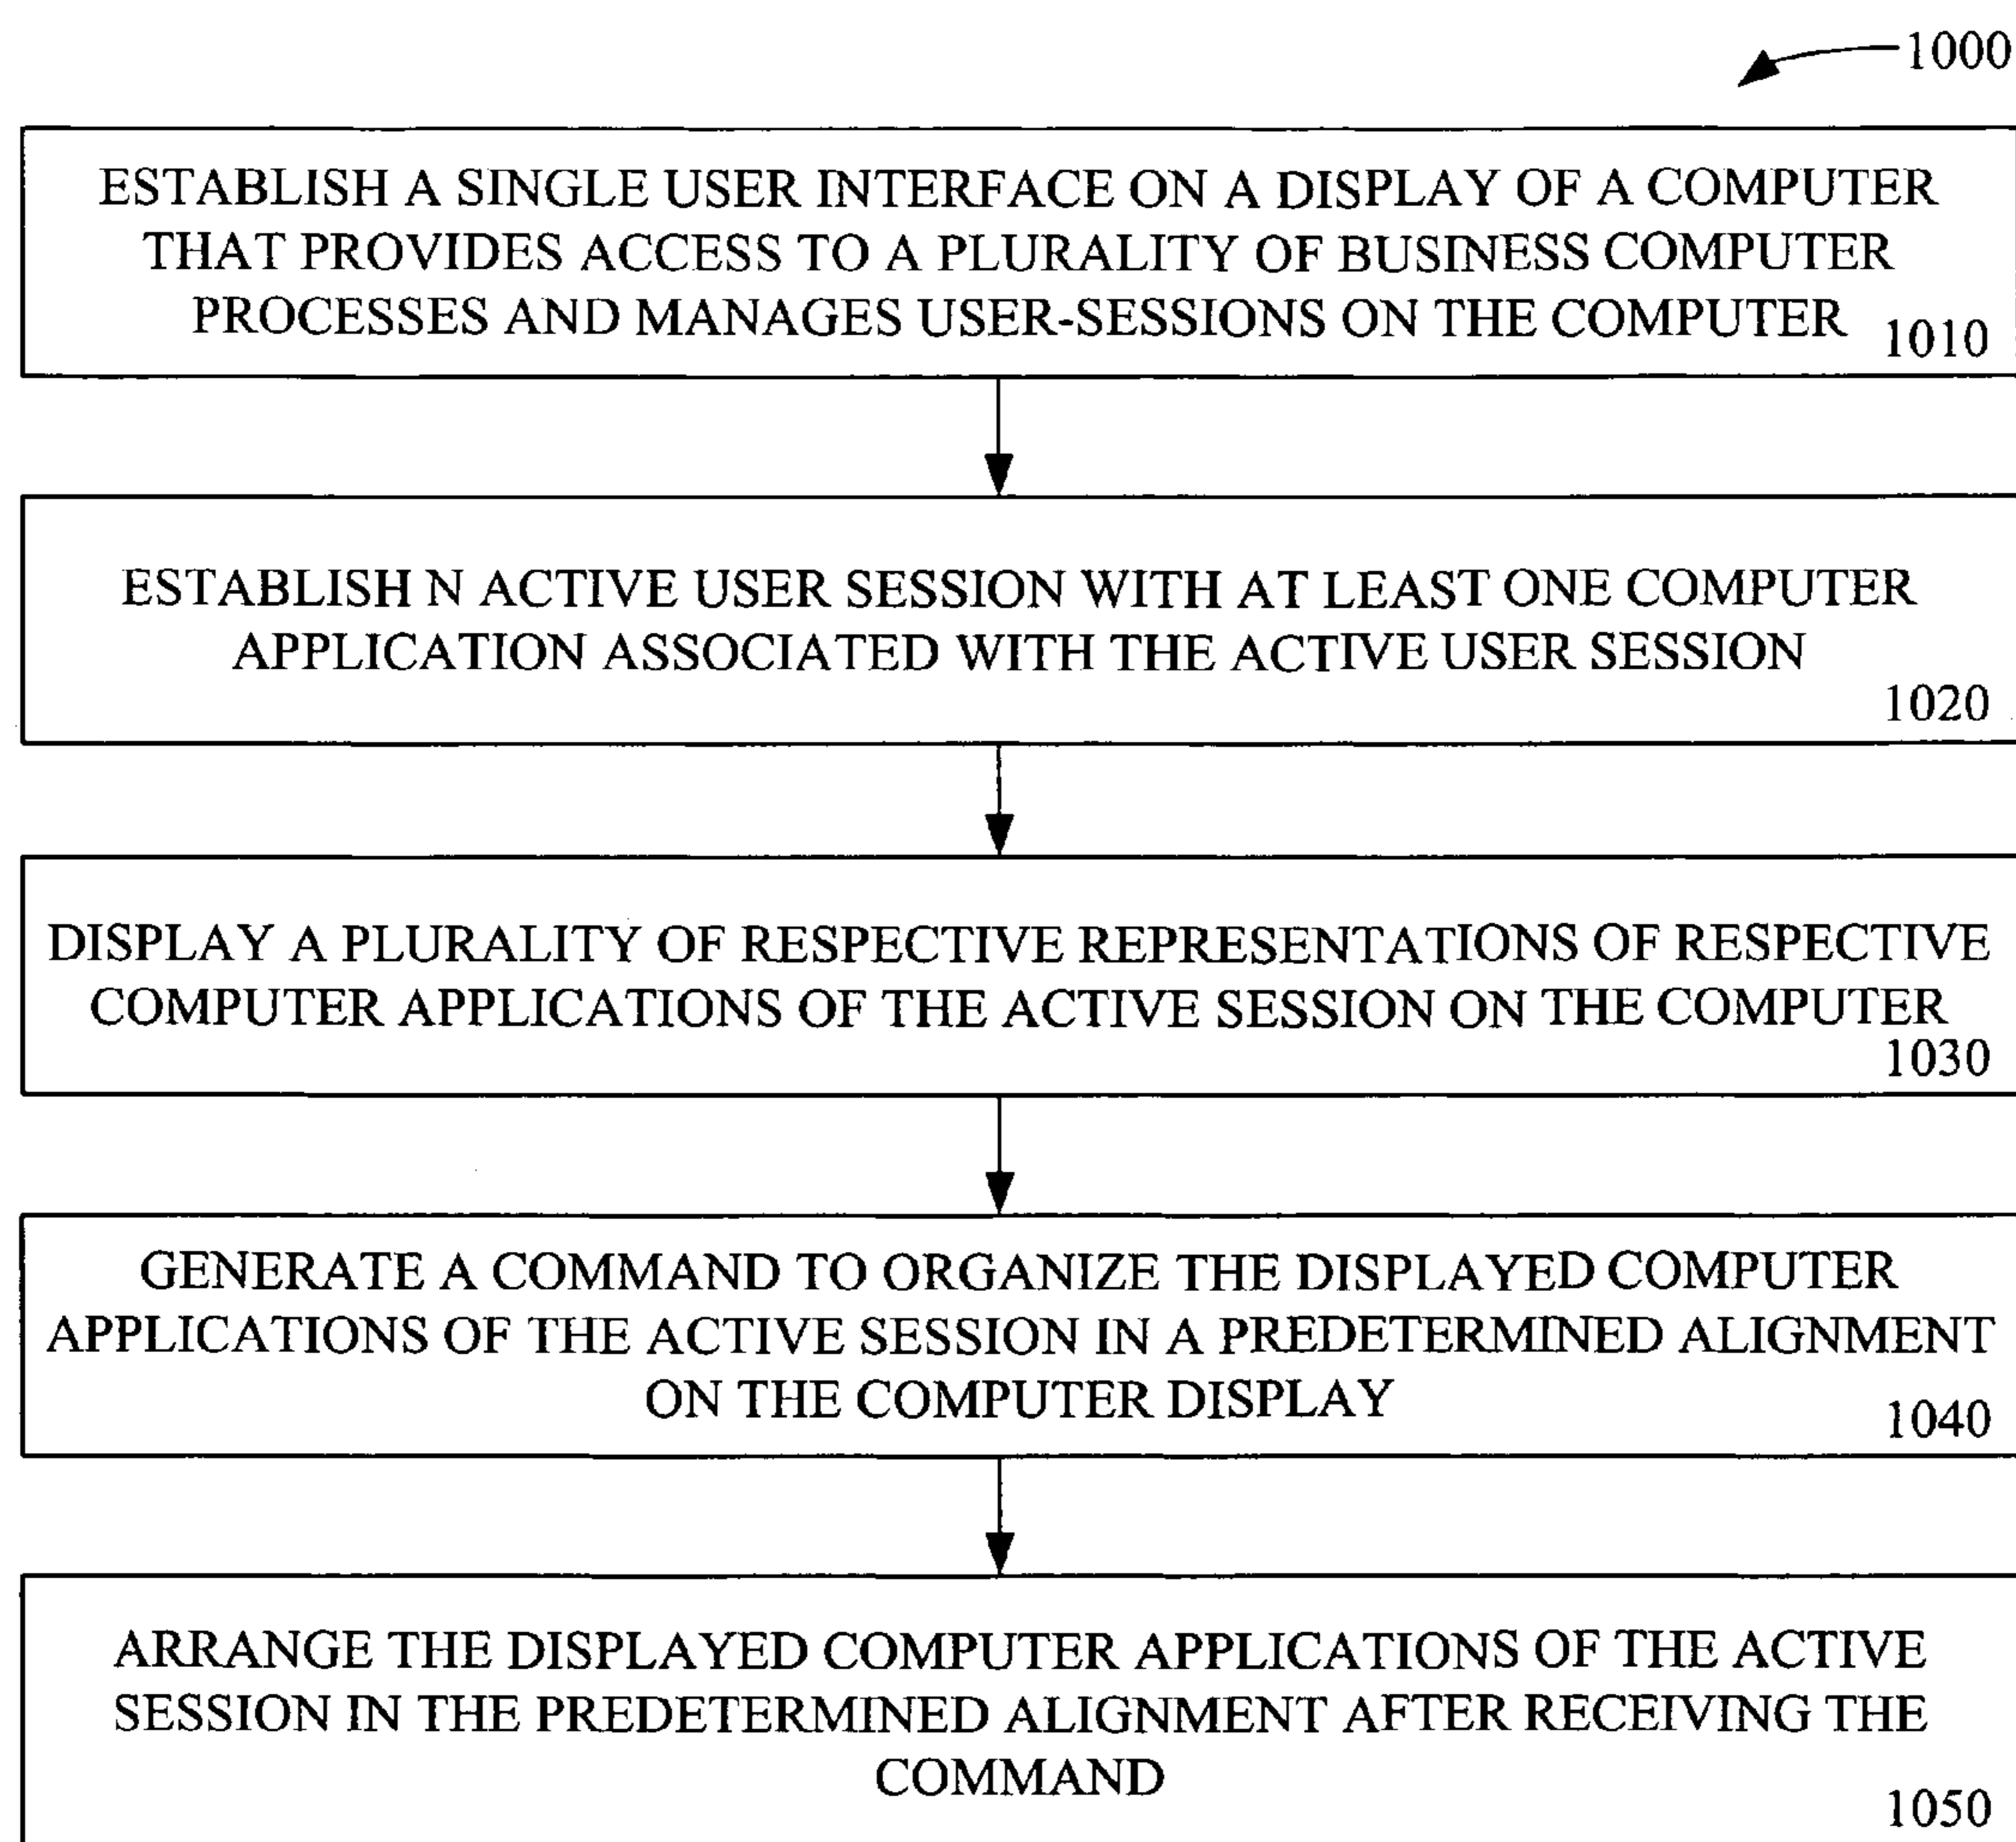 1000
ESTABLISH A SINGLE USER INTERFACE ON A DISPLAY OF A COMPUTER
THAT PROVIDES ACCESS TO A PLURALITY OF BUSINESS COMPUTER
PROCESSES AND MANAGES USER-SESSIONS ON THE COMPUTER
1010
ESTABLISH N ACTIVE USER SESSION WITH AT LEAST ONE COMPUTER
APPLICATION ASSOCIATED WITH THE ACTIVE USER SESSION
1020
DISPLAY A PLURALITY OF RESPECTIVE REPRESENTATIONS OF RESPECTIVE
COMPUTER APPLICATIONS OF THE ACTIVE SESSION ON THE COMPUTER
1030
GENERATE A COMMAND TO ORGANIZE THE DISPLAYED COMPUTER
APPLICATIONS OF THE ACTIVE SESSION IN A PREDETERMINED ALIGNMENT
ON THE COMPUTER DISPLAY
1040
ARRANGE THE DISPLAYED COMPUTER APPLICATIONS OF THE ACTIVE
SESSION IN THE PREDETERMINED ALIGNMENT AFTER RECEIVING THE
COMMAND
1050